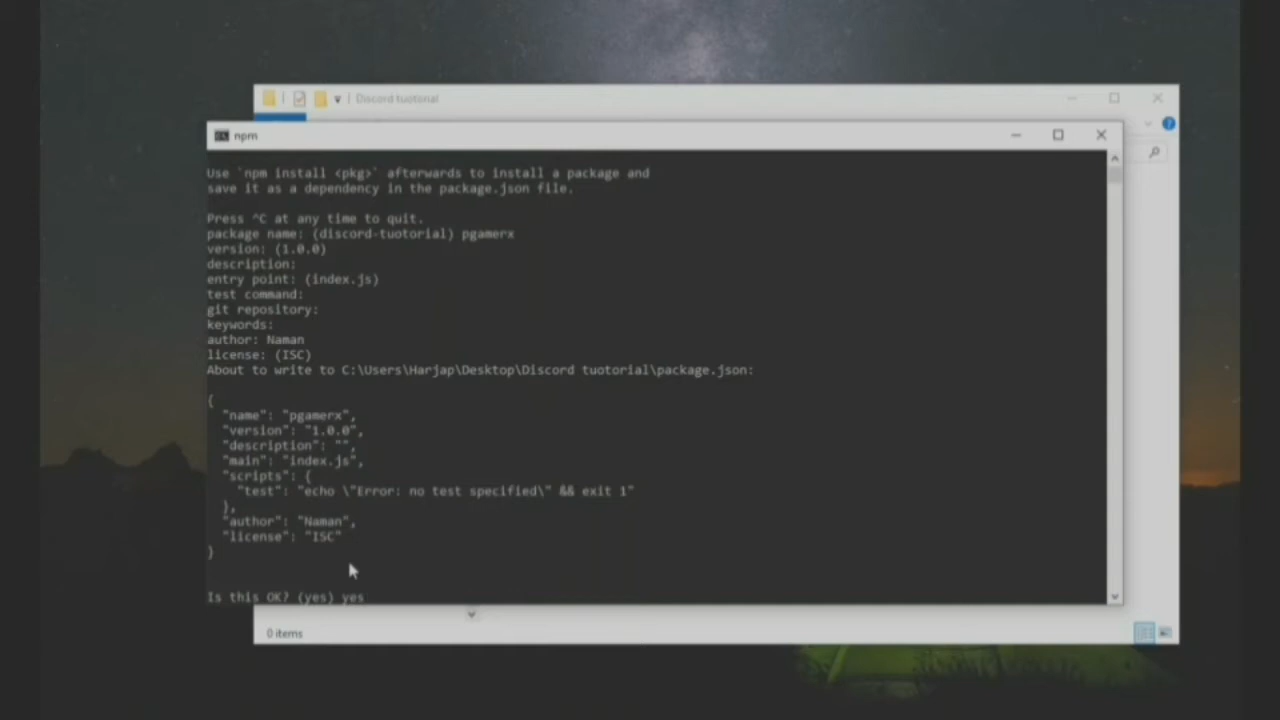 Discord tuotorial
npm
Use `npm install <pkg>` afterwards to install a package and
save it as a dependency in the package.json file.
Press ^C at any time to quit.
package name: (discord-tuotorial) pgamerx
version: (1.0.0)
description:
entry point: (index.js)
test command:
git repository:
keywords:
author: Naman
license: (ISC)
About to write to C:\Users\Harjap\Desktop\Discord tuotorial\package.json:
{
"name": "pgamerx",
"version": "1.0.0",
"description": "",
"main": "index.js",
"scripts": {
"test": "echo \"Error: no test specified\" && exit 1"
},
"author": "Naman",
"license": "ISC"
}
Is this OK? (yes) yes
0 items